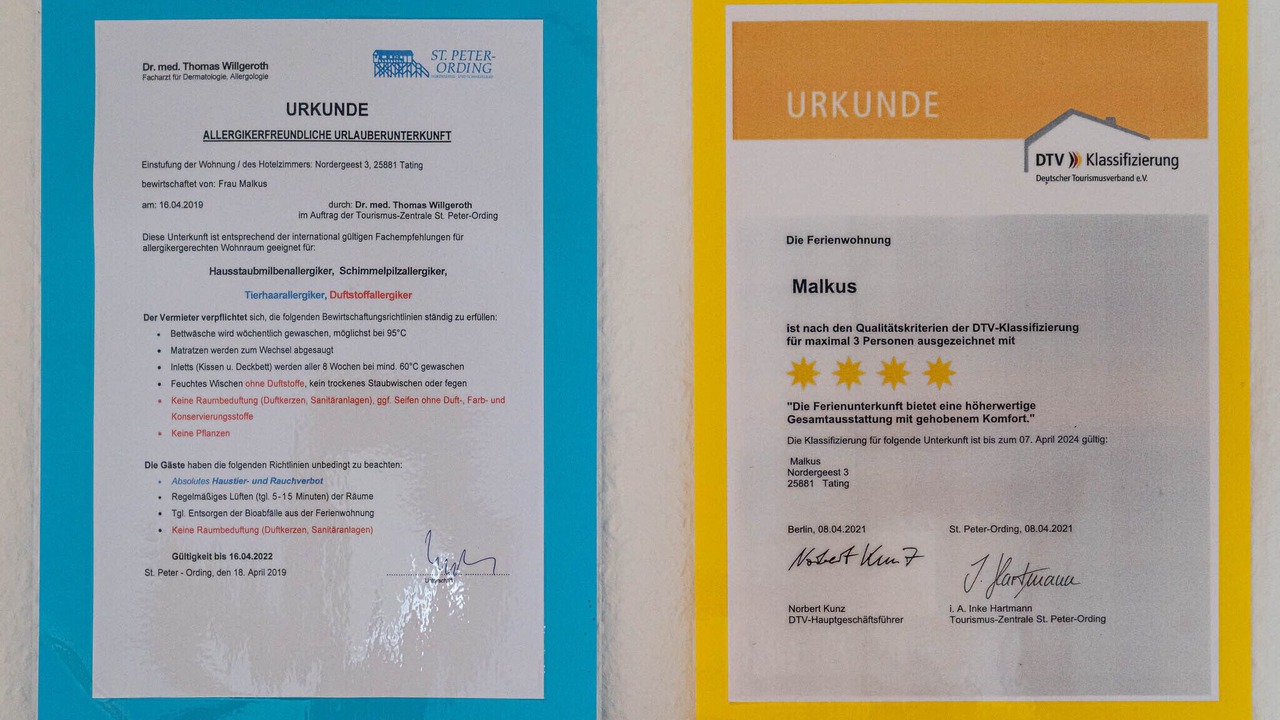 Dr. med. Thomas Willgeroth
Facharzt für Dermatologie, Allergologie
ST. PETER-
ORDING
URKUNDE
ALLERGIKERFREUNDLICHE URLAUBERUNTERKUNFT
Einstufung der Wohnung / des Hotelzimmers: Nordergeest 3, 25881 Tating
bewirtschaftet von: Frau Malkus
am: 16.04.2019 durch: Dr. med. Thomas Willgeroth
im Auftrag der Tourismus-Zentrale St. Peter-Ording
Diese Unterkunft ist entsprechend der international gültigen Fachempfehlungen für
allergikergerechten Wohnraum geeignet für:
Hausstaubmilbenallergiker, Schimmelpilzallergiker,
Tierhaarallergiker, Duftstoffallergiker
Der Vermieter verpflichtet sich, die folgenden Bewirtschaftungsrichtlinien ständig zu erfüllen:
• Bettwäsche wird wöchentlich gewaschen, möglichst bei 95°C
• Matratzen werden zum Wechsel abgesaugt
• Inletts (Kissen u. Deckbett) werden aller 8 Wochen bei mind. 60°C gewaschen
• Feuchtes Wischen ohne Duftstoffe, kein trockenes Staubwischen oder fegen
• Keine Raumbeduftung (Duftkerzen, Sanitäranlagen), ggf. Seifen ohne Duft-, Farb- und
Konservierungsstoffe
• Keine Pflanzen
Die Gäste haben die folgenden Richtlinien unbedingt zu beachten:
• Absolutes Haustier- und Rauchverbot
• Regelmäßiges Lüften (tgl. 5-15 Minuten) der Räume
• Tgl. Entsorgen der Bioabfälle aus der Ferienwohnung
• Keine Raumbeduftung (Duftkerzen, Sanitäranlagen)
Gültigkeit bis 16.04.2022
St. Peter - Ording, den 18. April 2019
URKUNDE
DTV Klassifizierung
Deutscher Tourismusverband e.V.
Die Ferienwohnung
Malkus
ist nach den Qualitätskriterien der DTV-Klassifizierung
für maximal 3 Personen ausgezeichnet mit
"Die Ferienunterkunft bietet eine höherwertige
Gesamtausstattung mit gehobenem Komfort."
Die Klassifizierung für folgende Unterkunft ist bis zum 07. April 2024 gültig:
Malkus
Nordergeest 3
25881 Tating
Berlin, 08.04.2021 St. Peter-Ording, 08.04.2021
Norbert Kunz J. Hartmann
Norbert Kunz i. A. Inke Hartmann
DTV-Hauptgeschäftsführer Tourismus-Zentrale St. Peter-Ording